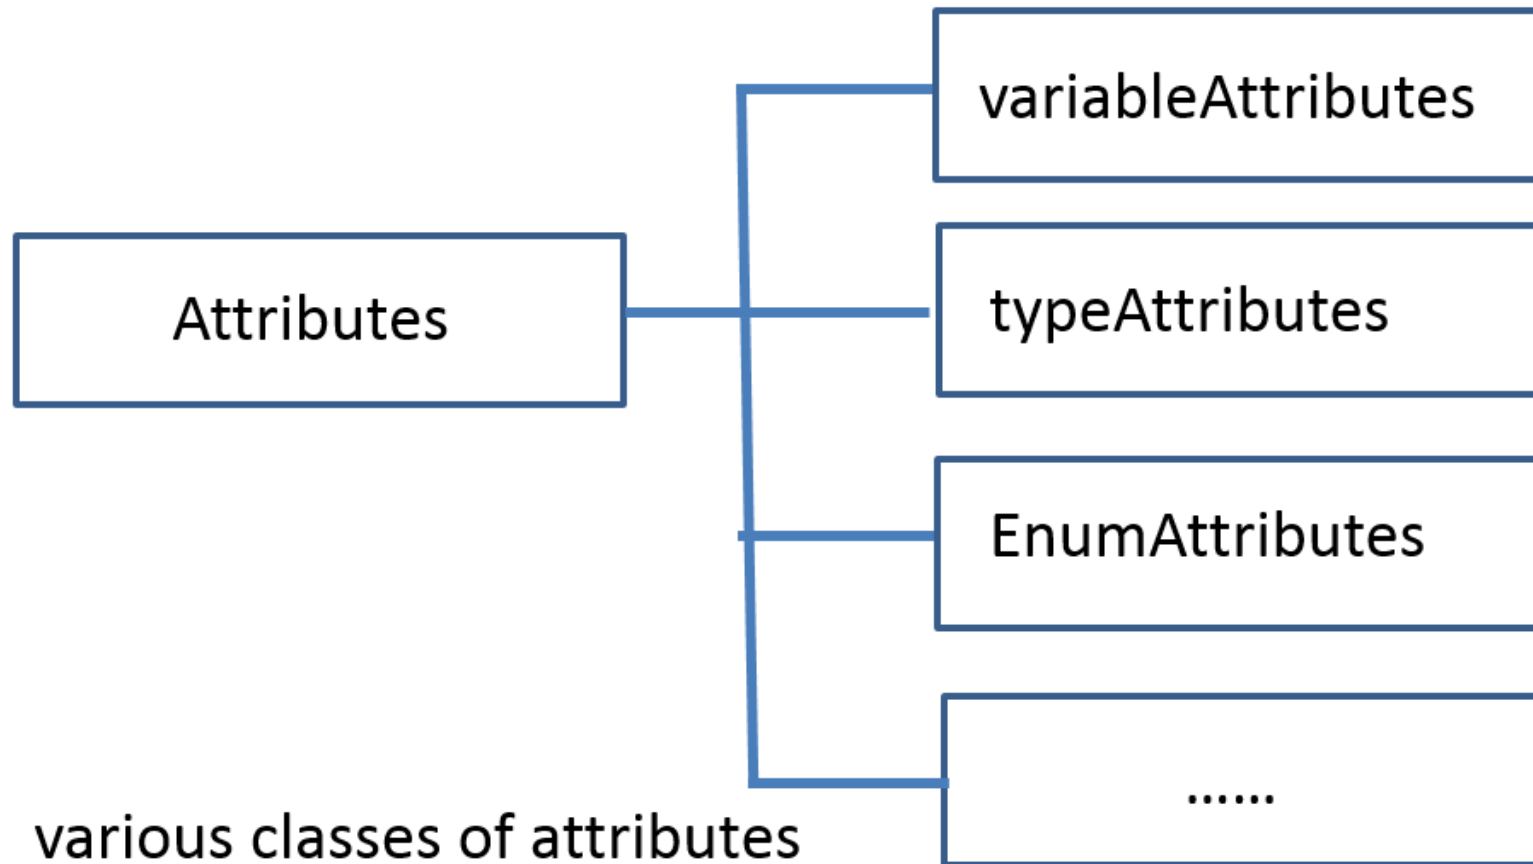 variableAttributes
Attributes
typeAttributes
EnumAttributes
......
various classes of attributes